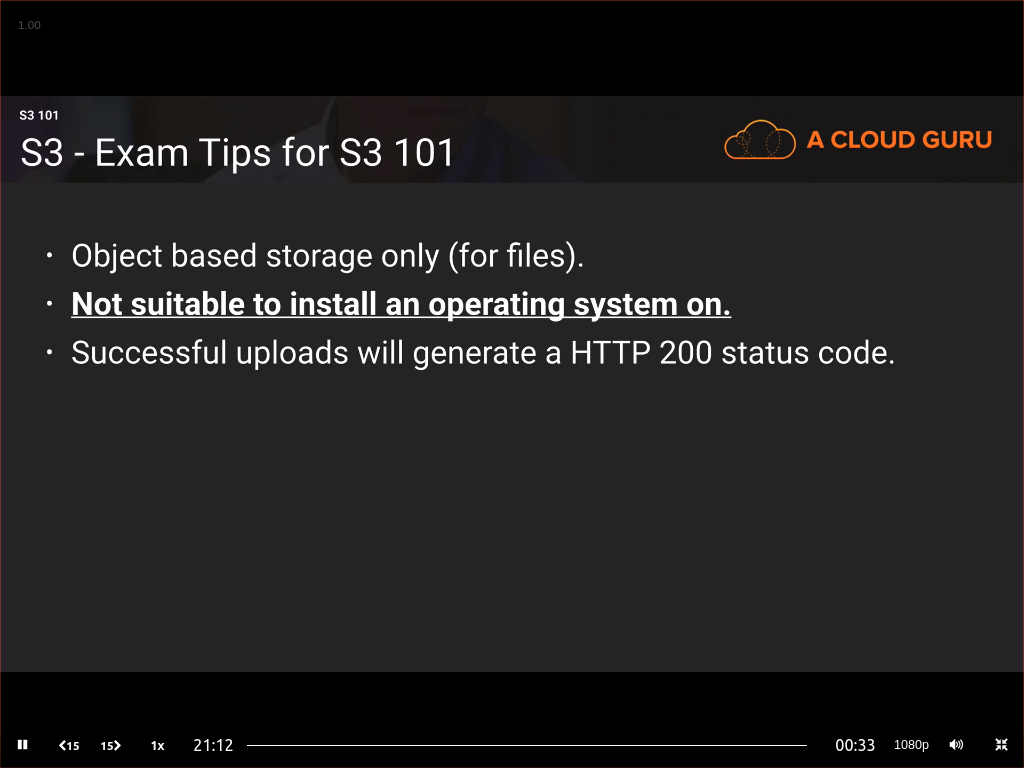 1.00
S3 101
S3 - Exam Tips for S3 101
A CLOUD GURU
· Object based storage only (for files).
· Not suitable to install an operating system on.
· Successful uploads will generate a HTTP 200 status code.
15 15 1x 21:12 00:33 1080p